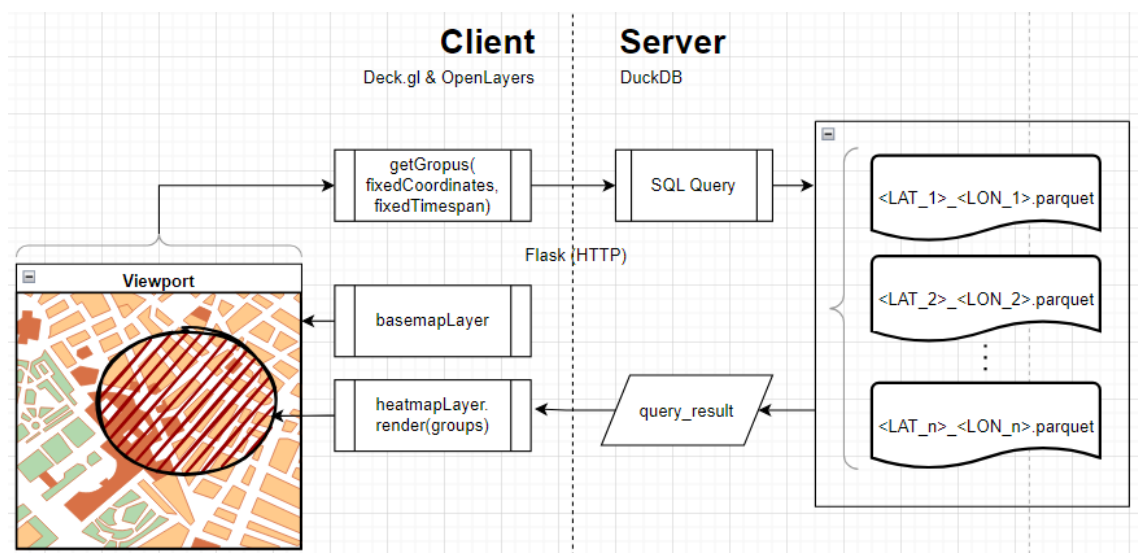 Client
Server
Deck.gl & OpenLayers
DuckDB
getGropus(
fixedCoordinates,
fixedTimespan)
SQL Query
<LAT_1>_<LON_1>.parquet
Flask (HTTP)
Viewport
basemapLayer
<LAT_2>_<LON_2>.parquet
heatmapLayer.
render(groups)
query_result
<LAT_n>_<LON_n>.parquet